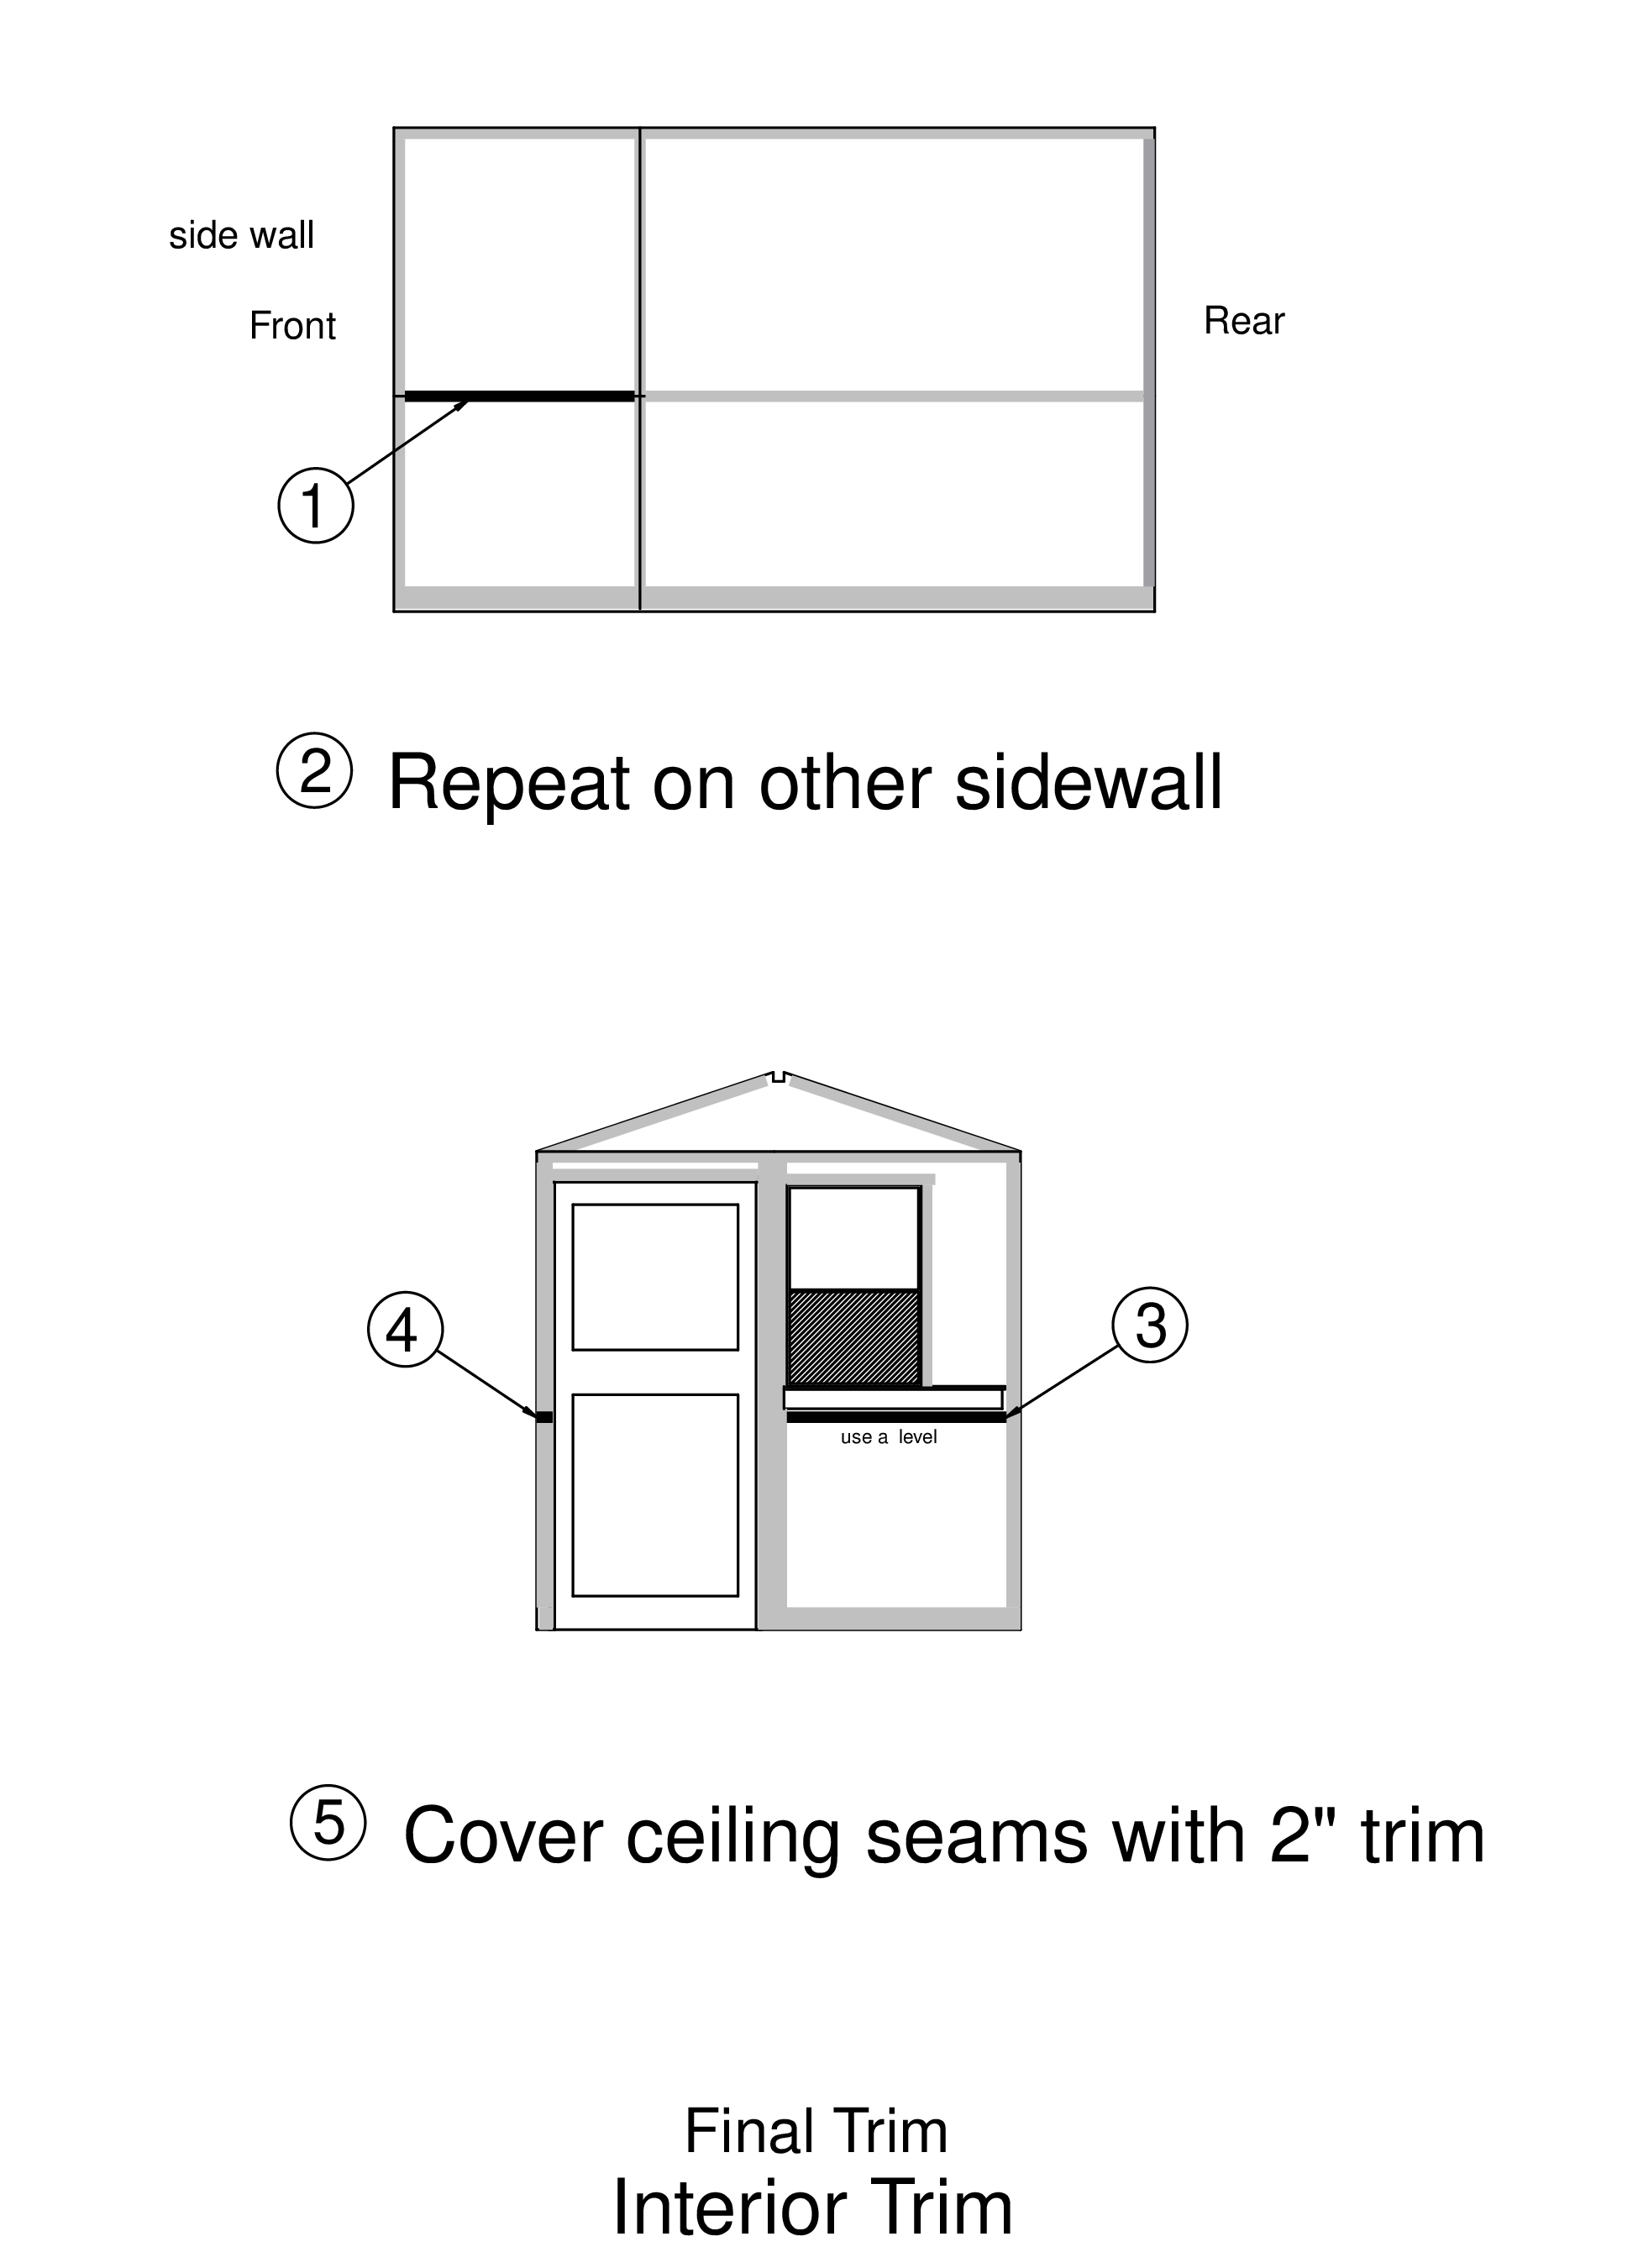 side wall
Front
Rear
1
2 Repeat on other sidewall
4
3
use a level
5 Cover ceiling seams with 2" trim
Final Trim
Interior Trim